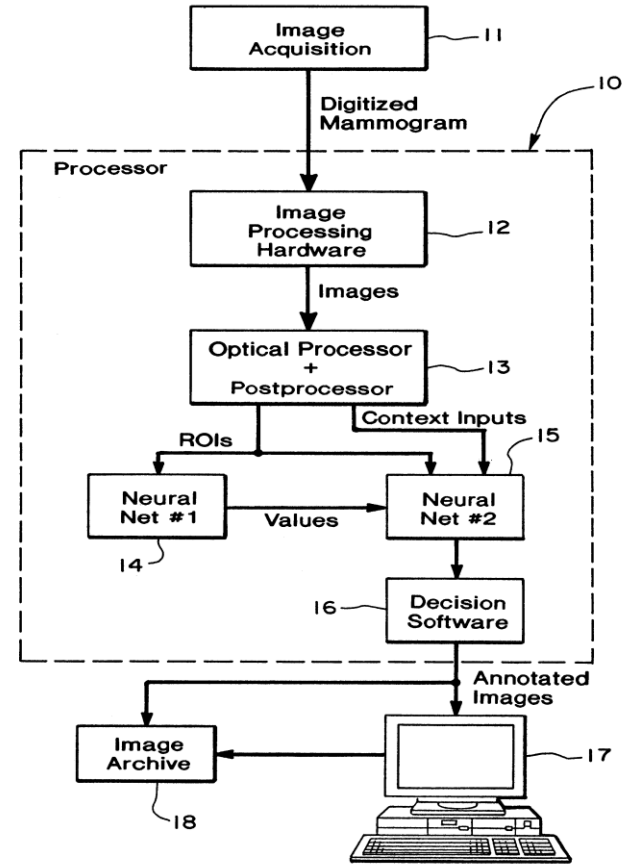 Image
Acquisition
11
Digitized
Mammogram
10
Processor
Image
Processing
Hardware
12
Images
Optical Processor
+
Postprocessor
13
Context Inputs
ROIs
15
Neural
Net #1
Values
Neural
Net #2
14
16
Decision
Software
Annotated
Images
Image
Archive
17
18